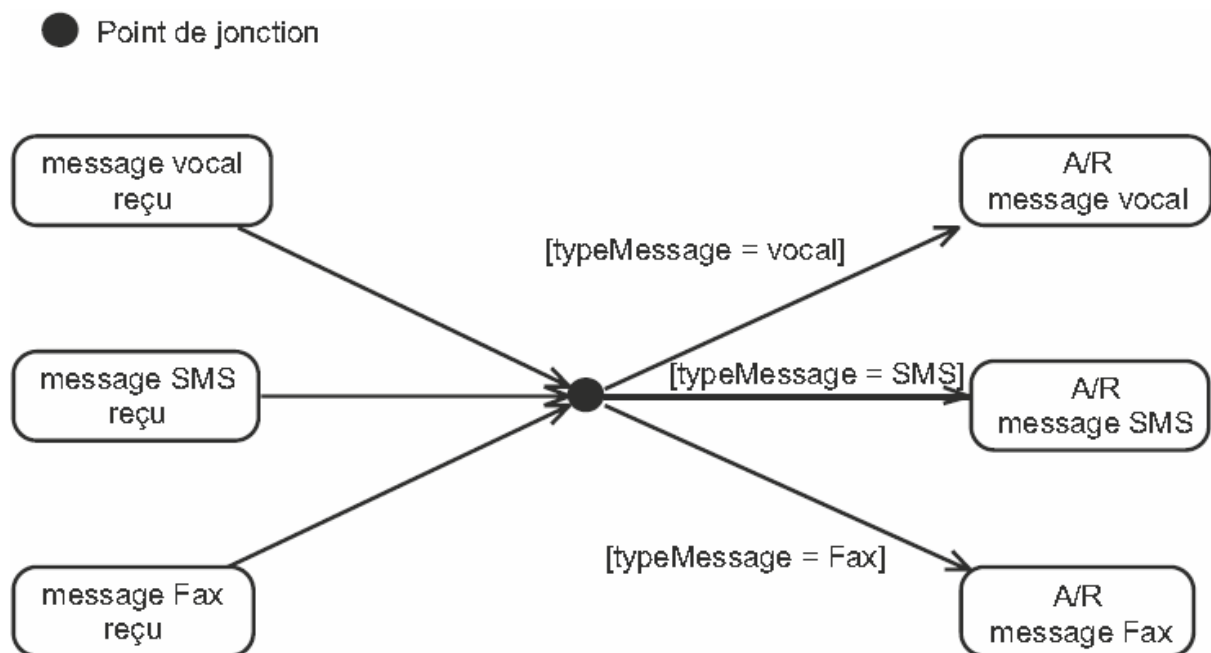 Point de jonction
message vocal
reçu
A/R
message vocal
[typeMessage = vocal]
message SMS
reçu
[typeMessage = SMS]
A/R
message SMS
message Fax
reçu
[typeMessage = Fax]
A/R
message Fax